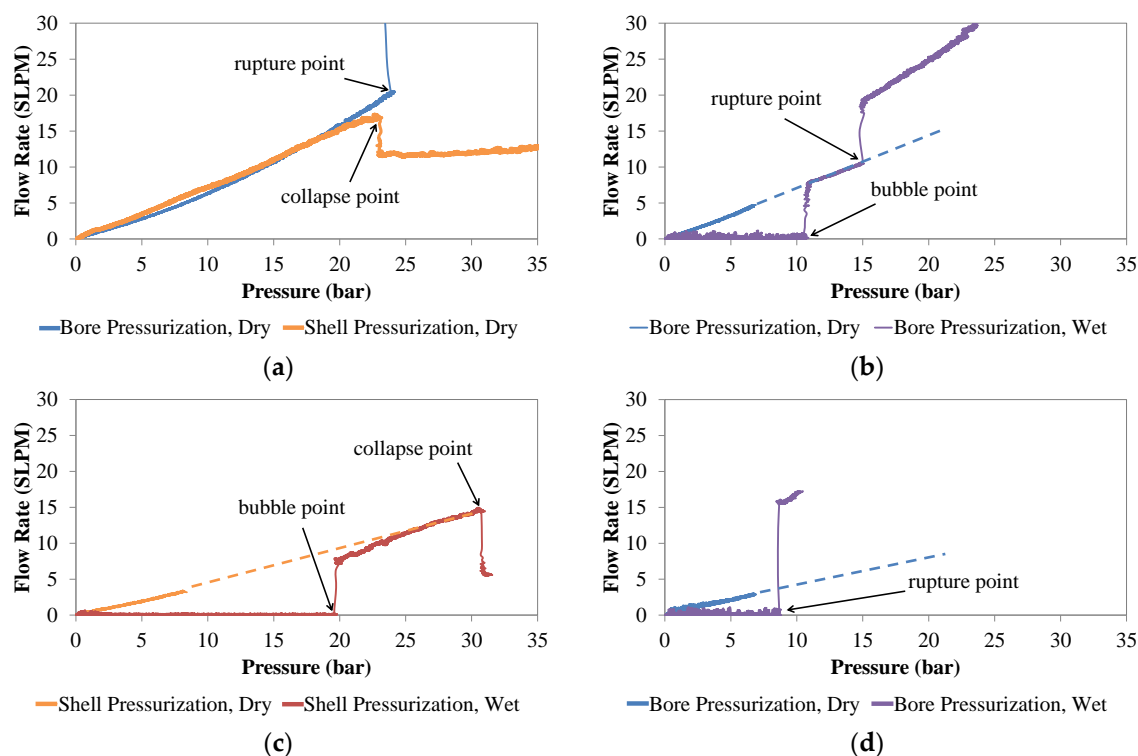 30
25
20
15
10
5
0
Flow Rate (SLPM)
rupture point
collapse point
0 5 10 15 20 25 30 35
Pressure (bar)
Bore Pressurization, Dry Shell Pressurization, Dry
(a)
30
25
20
15
10
5
0
Flow Rate (SLPM)
rupture point
bubble point
0 5 10 15 20 25 30 35
Pressure (bar)
Bore Pressurization, Dry Bore Pressurization, Wet
(b)
30
25
20
15
10
5
0
Flow Rate (SLPM)
collapse point
bubble point
0 5 10 15 20 25 30 35
Pressure (bar)
Shell Pressurization, Dry Shell Pressurization, Wet
(c)
30
25
20
15
10
5
0
Flow Rate (SLPM)
rupture point
0 5 10 15 20 25 30 35
Pressure (bar)
Bore Pressurization, Dry Bore Pressurization, Wet
(d)